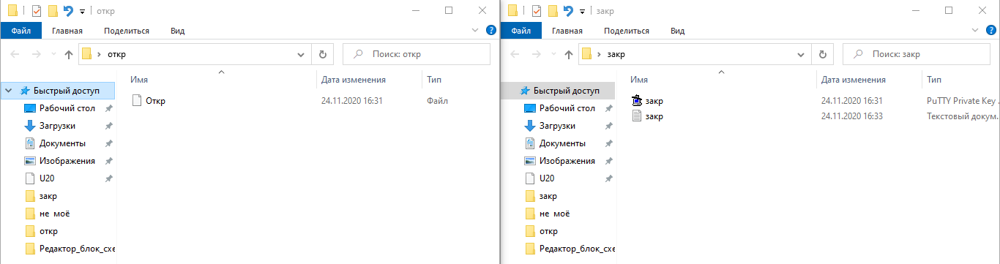 откр
Файл Главная Поделиться Вид
откр Поиск: откр
Имя Дата изменения Тип
Быстрый доступ
Откр 24.11.2020 16:31 Файл
Рабочий стол
Загрузки
Документы
Изображения
U20
закр
не моё
откр
Редактор_блок_схе
закр
Файл Главная Поделиться Вид
закр Поиск: закр
Имя Дата изменения Тип
Быстрый доступ
закр 24.11.2020 16:31 PuTTY Private Key .
закр 24.11.2020 16:33 Текстовый докум.
Рабочий стол
Загрузки
Документы
Изображения
U20
закр
не моё
откр
Редактор_блок_схе